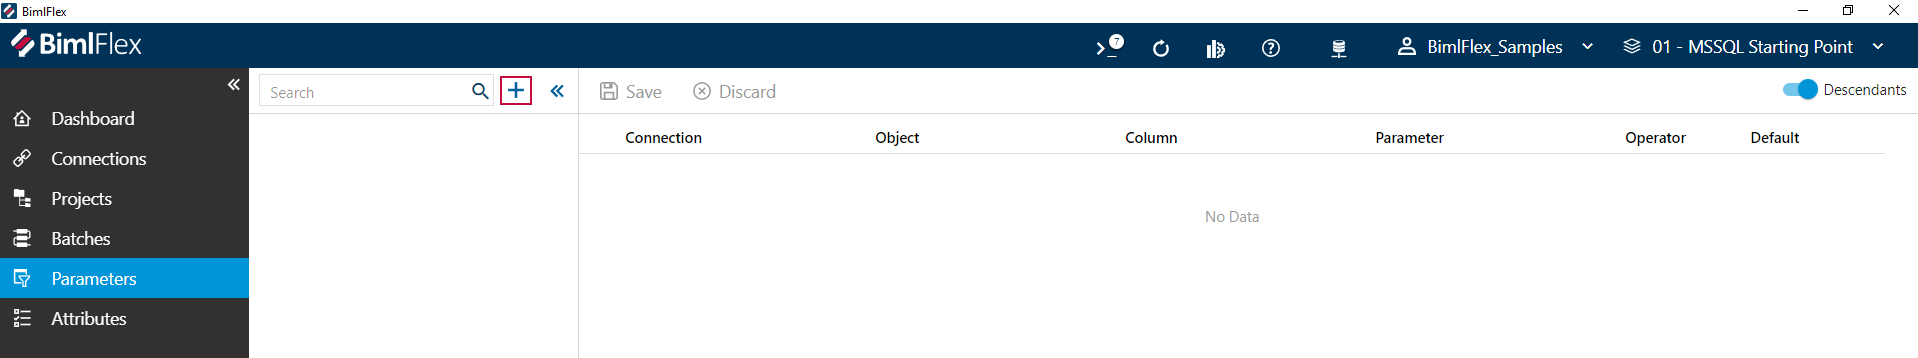 BimlFlex
BimlFlex
7
BimlFlex_Samples
01 - MSSQL Starting Point
Search
Save
Discard
Descendants
Dashboard
Connections
Projects
Batches
Parameters
Attributes
Connection Object Column Parameter Operator Default
No Data